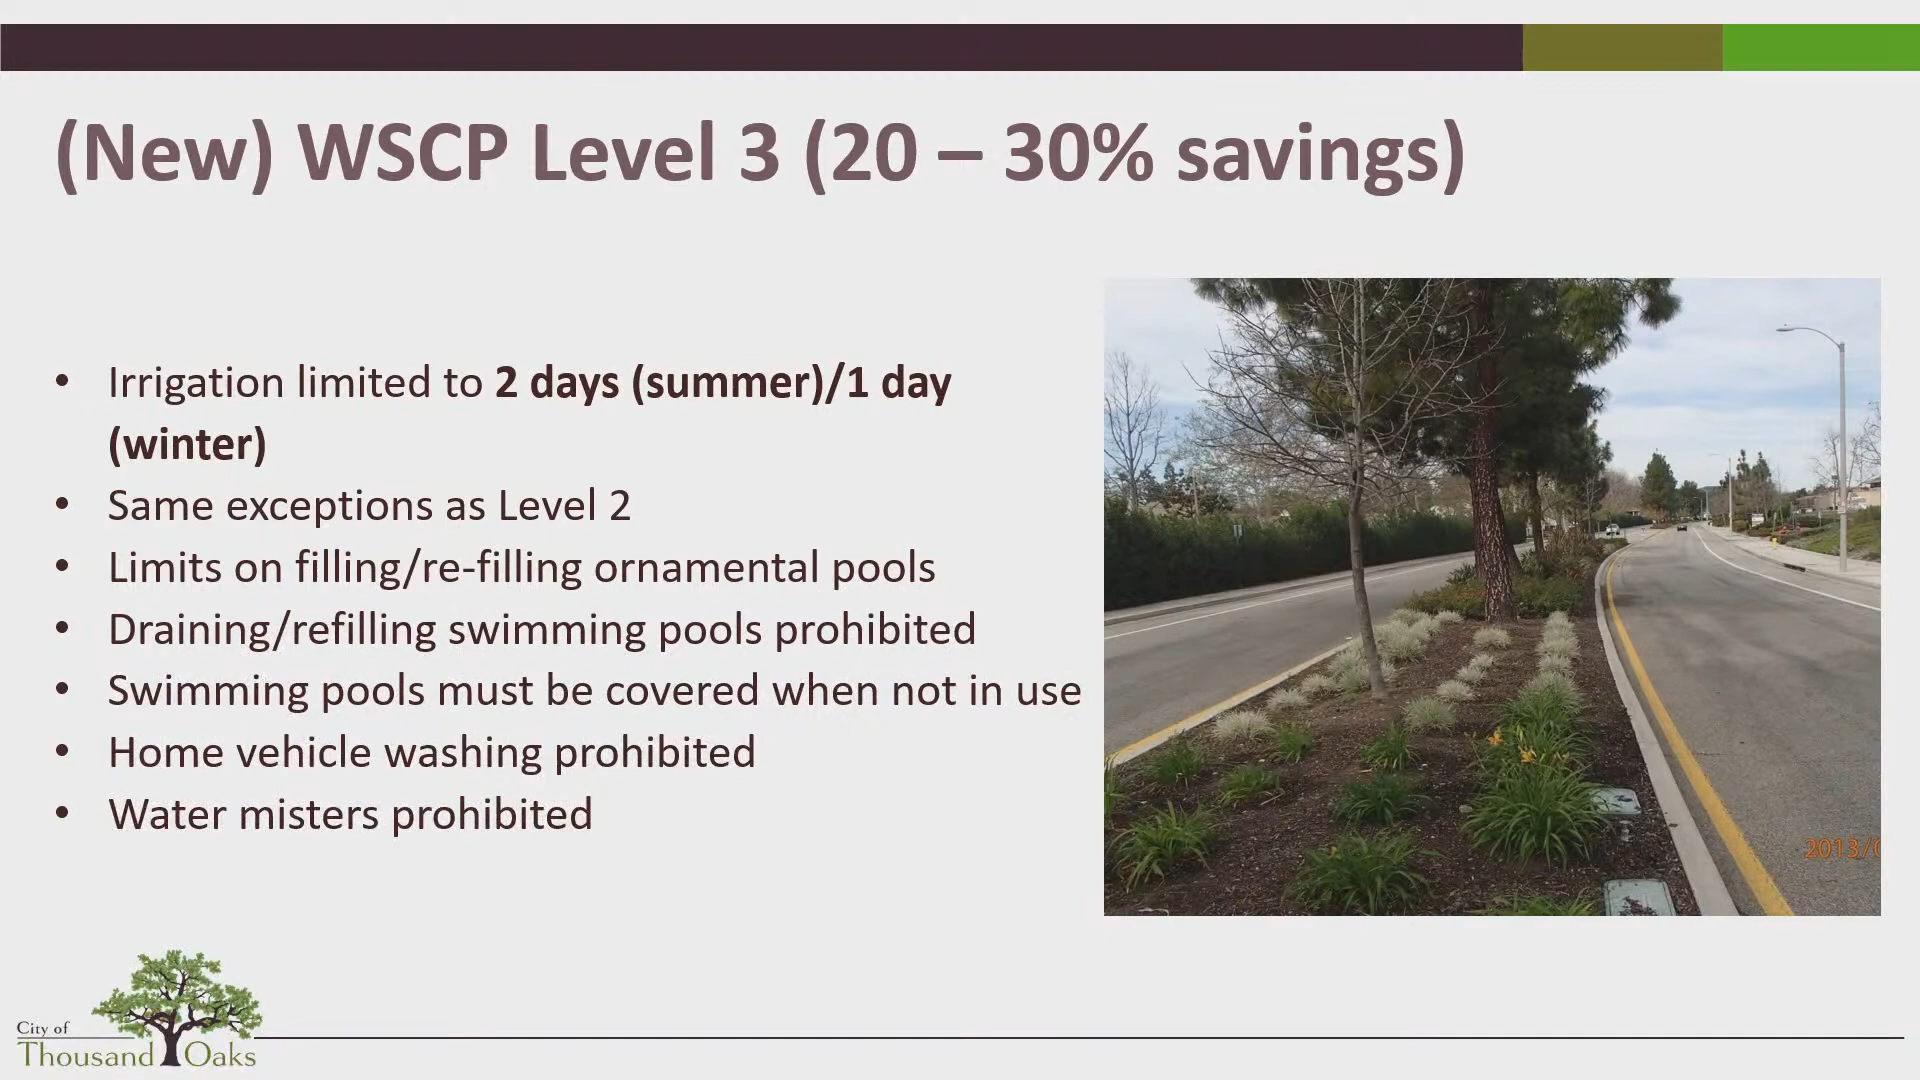 (New) WSCP Level 3 (20 – 30% savings)
• Irrigation limited to 2 days (summer)/1 day
(winter)
• Same exceptions as Level 2
• Limits on filling/re-filling ornamental pools
• Draining/refilling swimming pools prohibited
• Swimming pools must be covered when not in use
• Home vehicle washing prohibited
• Water misters prohibited
2013/
City of
Thousand Oaks